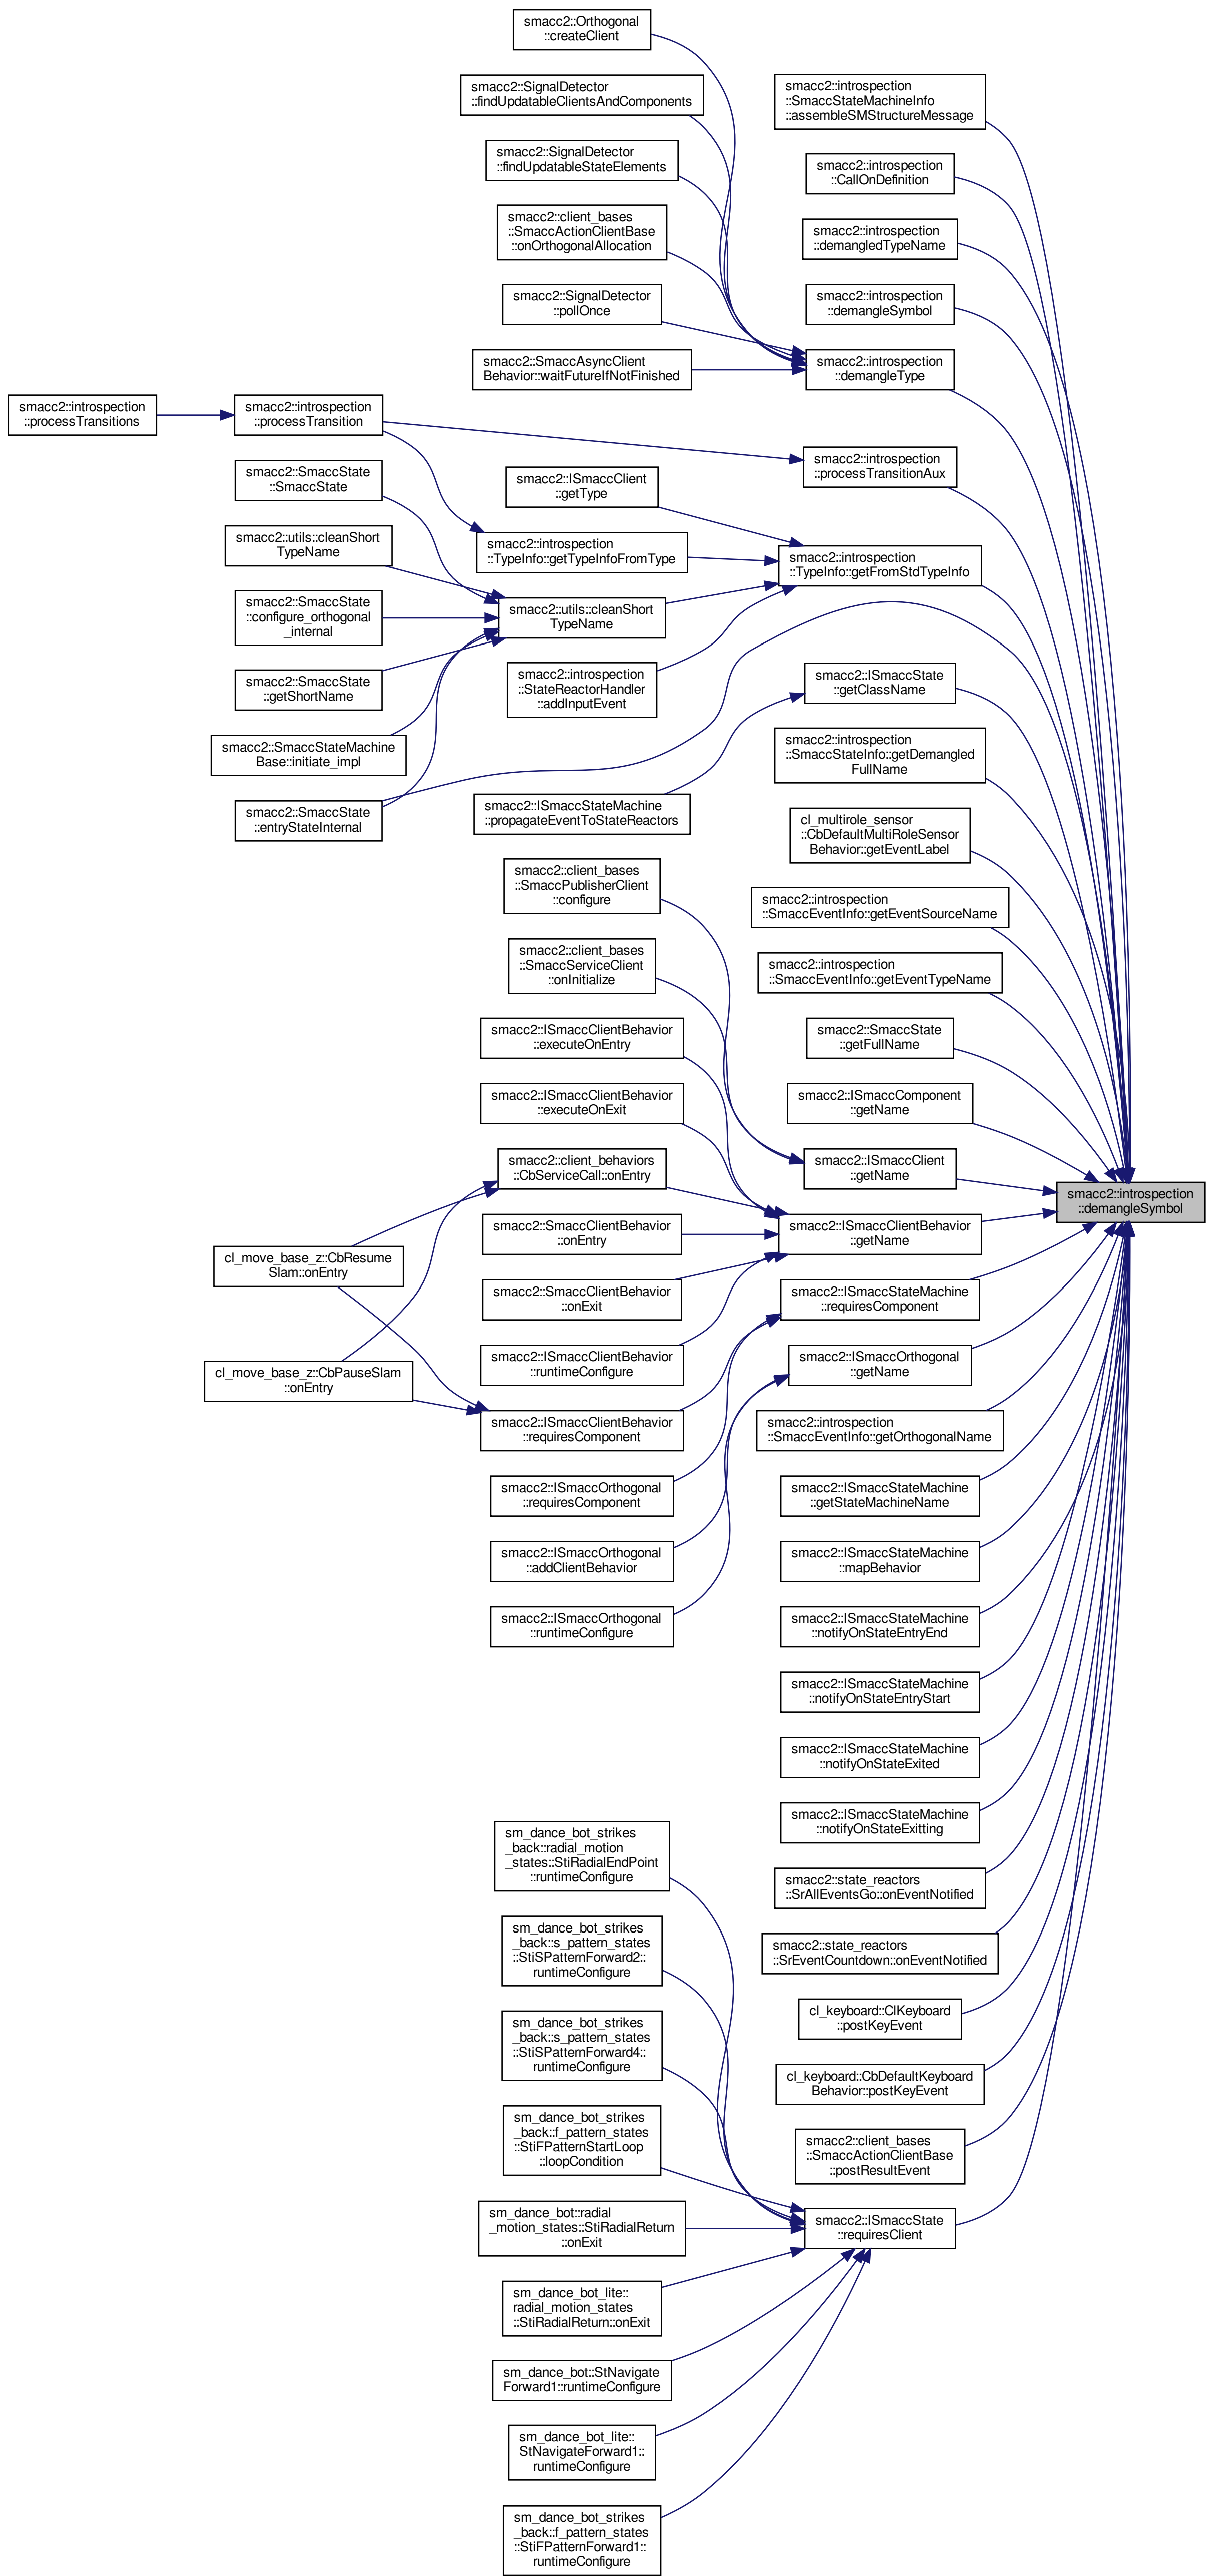 smacc2::Orthogonal
::createClient
smacc2::SignalDetector
::findUpdatableClientsAndComponents
smacc2::introspection
::SmaccStateMachineInfo
::assembleSMStructureMessage
smacc2::SignalDetector
::findUpdatableStateElements
smacc2::introspection
::CallOnDefinition
smacc2::client_bases
::SmaccActionClientBase
::onOrthogonalAllocation
smacc2::introspection
::demangledTypeName
smacc2::SignalDetector
::pollOnce
smacc2::introspection
::demangleSymbol
smacc2::SmaccAsyncClient
Behavior::waitFutureIfNotFinished
smacc2::introspection
::demangleType
smacc2::introspection
::processTransitions
smacc2::introspection
::processTransition
smacc2::introspection
::processTransitionAux
smacc2::SmaccState
::SmaccState
smacc2::ISmaccClient
::getType
smacc2::utils::cleanShort
TypeName
smacc2::introspection
::TypeInfo::getTypeInfoFromType
smacc2::introspection
::TypeInfo::getFromStdTypeInfo
smacc2::SmaccState
::configure_orthogonal
_internal
smacc2::utils::cleanShort
TypeName
smacc2::SmaccState
::getShortName
smacc2::introspection
::StateReactorHandler
::addInputEvent
smacc2::ISmaccState
::getClassName
smacc2::SmaccStateMachine
Base::initiate_impl
smacc2::introspection
::SmaccStateInfo::getDemangled
FullName
smacc2::SmaccState
::entryStateInternal
smacc2::ISmaccStateMachine
::propagateEventToStateReactors
cl_multirole_sensor
::CbDefaultMultiRoleSensor
Behavior::getEventLabel
smacc2::client_bases
::SmaccPublisherClient
::configure
smacc2::introspection
::SmaccEventInfo::getEventSourceName
smacc2::client_bases
::SmaccServiceClient
::onInitialize
smacc2::introspection
::SmaccEventInfo::getEventTypeName
smacc2::ISmaccClientBehavior
::executeOnEntry
smacc2::SmaccState
::getFullName
smacc2::ISmaccClientBehavior
::executeOnExit
smacc2::ISmaccComponent
::getName
smacc2::client_behaviors
::CbServiceCall::onEntry
smacc2::ISmaccClient
::getName
smacc2::introspection
::demangleSymbol
smacc2::SmaccClientBehavior
::onEntry
smacc2::ISmaccClientBehavior
::getName
cl_move_base_z::CbResume
Slam::onEntry
smacc2::SmaccClientBehavior
::onExit
smacc2::ISmaccStateMachine
::requiresComponent
smacc2::ISmaccClientBehavior
::runtimeConfigure
smacc2::ISmaccOrthogonal
::getName
cl_move_base_z::CbPauseSlam
::onEntry
smacc2::ISmaccClientBehavior
::requiresComponent
smacc2::introspection
::SmaccEventInfo::getOrthogonalName
smacc2::ISmaccOrthogonal
::requiresComponent
smacc2::ISmaccStateMachine
::getStateMachineName
smacc2::ISmaccOrthogonal
::addClientBehavior
smacc2::ISmaccStateMachine
::mapBehavior
smacc2::ISmaccOrthogonal
::runtimeConfigure
smacc2::ISmaccStateMachine
::notifyOnStateEntryEnd
smacc2::ISmaccStateMachine
::notifyOnStateEntryStart
smacc2::ISmaccStateMachine
::notifyOnStateExited
smacc2::ISmaccStateMachine
::notifyOnStateExitting
sm_dance_bot_strikes
_back::radial_motion
_states::StiRadialEndPoint
::runtimeConfigure
smacc2::state_reactors
::SrAllEventsGo::onEventNotified
sm_dance_bot_strikes
_back::s_pattern_states
::StiSPatternForward2::
runtimeConfigure
smacc2::state_reactors
::SrEventCountdown::onEventNotified
sm_dance_bot_strikes
_back::s_pattern_states
::StiSPatternForward4::
runtimeConfigure
cl_keyboard::ClKeyboard
::postKeyEvent
cl_keyboard::CbDefaultKeyboard
Behavior::postKeyEvent
sm_dance_bot_strikes
_back::f_pattern_states
::StiFPatternStartLoop
::loopCondition
smacc2::client_bases
::SmaccActionClientBase
::postResultEvent
sm_dance_bot::radial
_motion_states::StiRadialReturn
::onExit
smacc2::ISmaccState
::requiresClient
sm_dance_bot_lite::
radial_motion_states
::StiRadialReturn::onExit
sm_dance_bot::StNavigate
Forward1::runtimeConfigure
sm_dance_bot_lite::
StNavigateForward1::
runtimeConfigure
sm_dance_bot_strikes
_back::f_pattern_states
::StiFPatternForward1::
runtimeConfigure